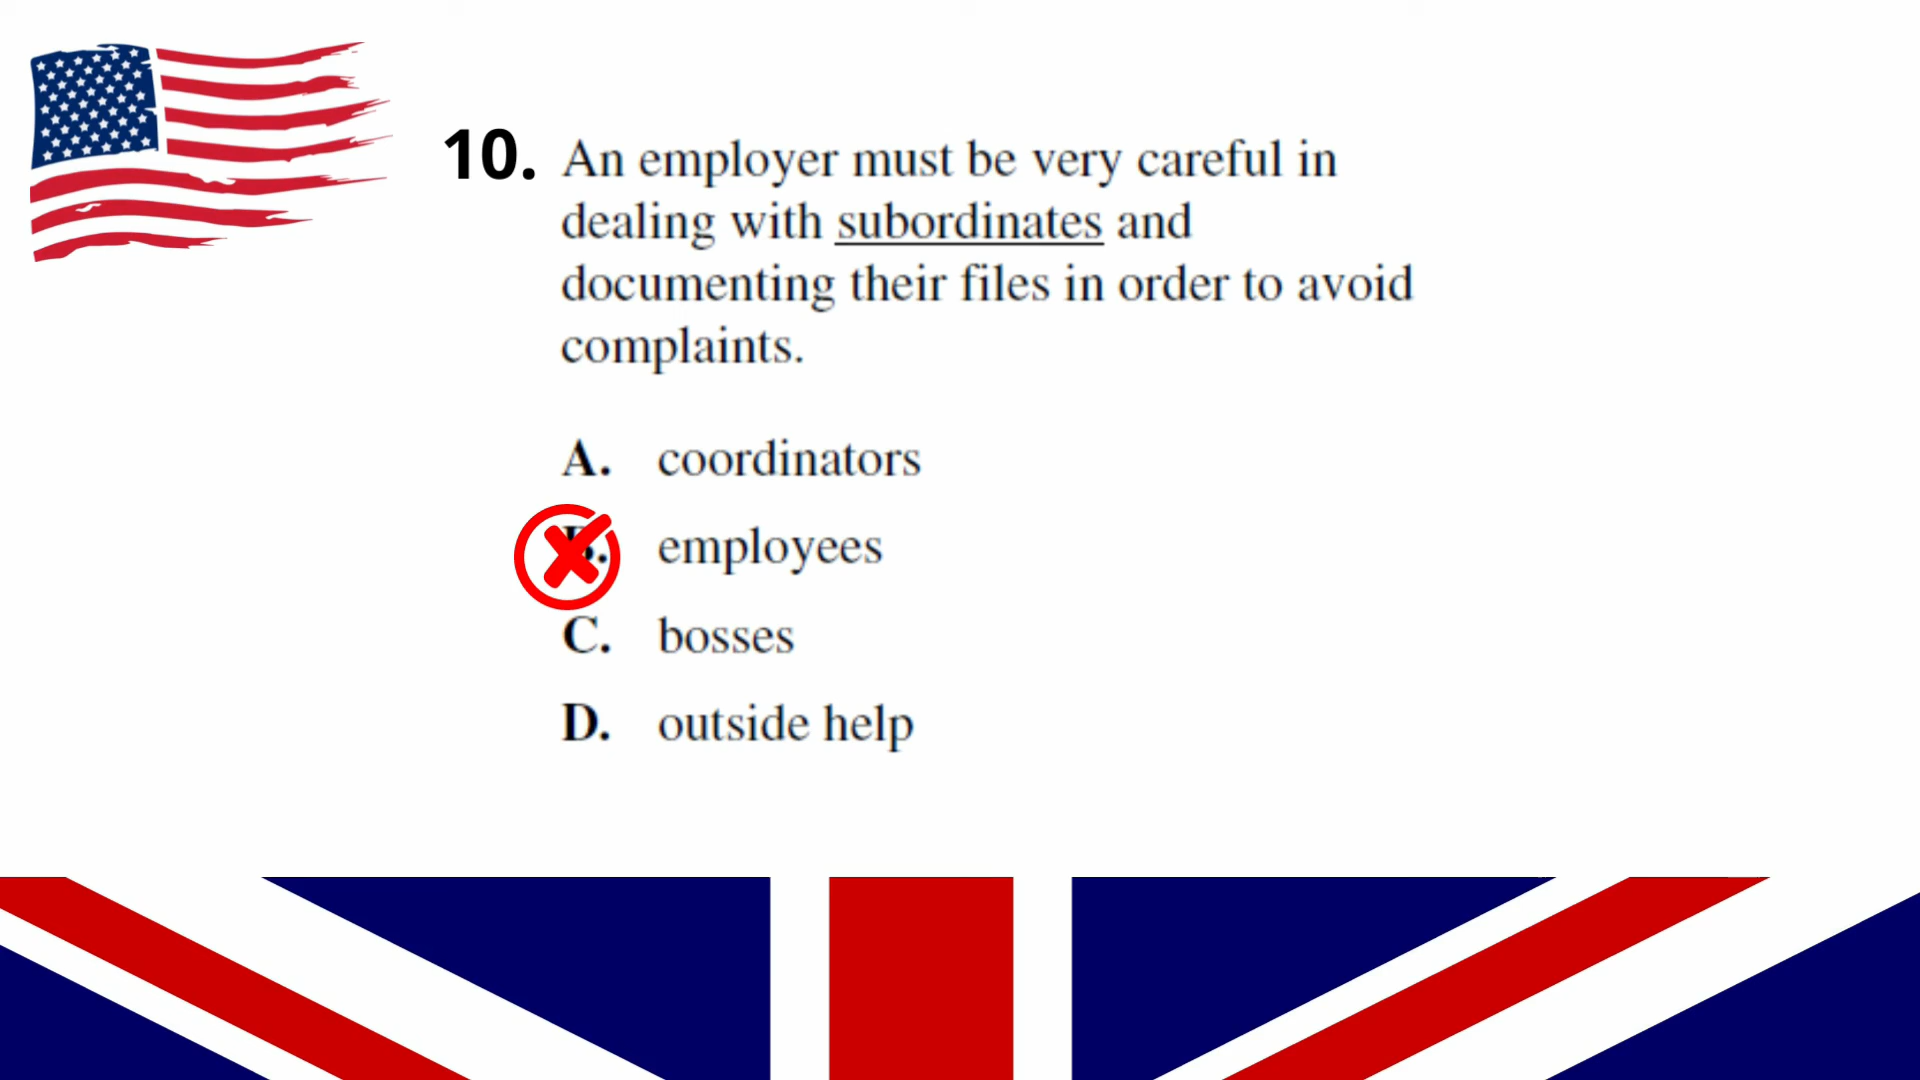 10. An employer must be very careful in
dealing with subordinates and
documenting their files in order to avoid
complaints.
A. coordinators
B. employees
C. bosses
D. outside help